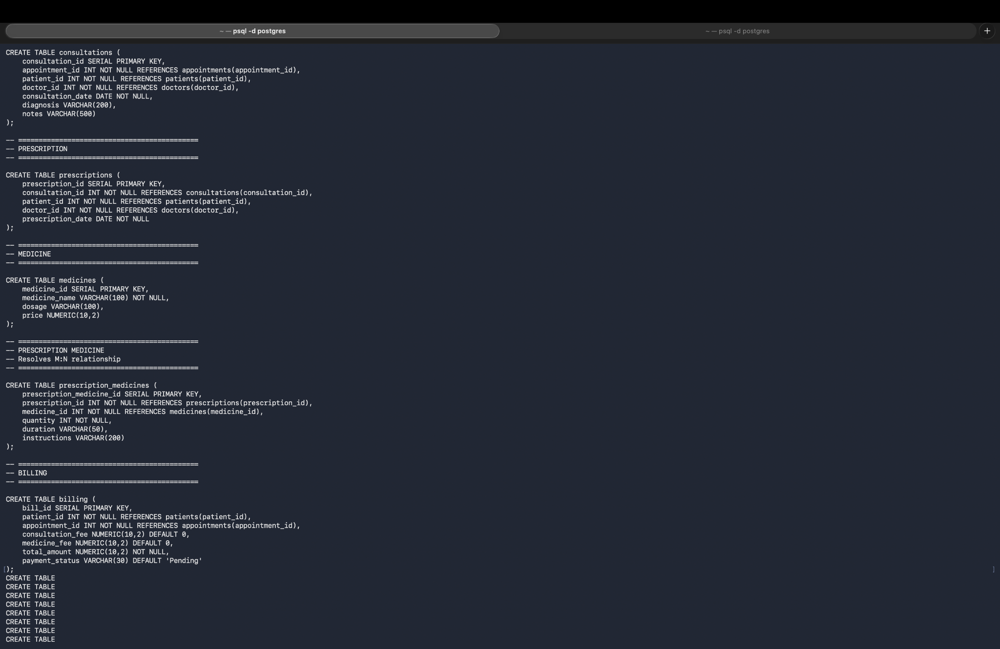 ~ — psql -d postgres
~ — psql -d postgres
+
CREATE TABLE consultations (
    consultation_id SERIAL PRIMARY KEY,
    appointment_id INT NOT NULL REFERENCES appointments(appointment_id),
    patient_id INT NOT NULL REFERENCES patients(patient_id),
    doctor_id INT NOT NULL REFERENCES doctors(doctor_id),
    consultation_date DATE NOT NULL,
    diagnosis VARCHAR(200),
    notes VARCHAR(500)
);

-- ============================================
-- PRESCRIPTION
-- ============================================

CREATE TABLE prescriptions (
    prescription_id SERIAL PRIMARY KEY,
    consultation_id INT NOT NULL REFERENCES consultations(consultation_id),
    patient_id INT NOT NULL REFERENCES patients(patient_id),
    doctor_id INT NOT NULL REFERENCES doctors(doctor_id),
    prescription_date DATE NOT NULL
);

-- ============================================
-- MEDICINE
-- ============================================

CREATE TABLE medicines (
    medicine_id SERIAL PRIMARY KEY,
    medicine_name VARCHAR(100) NOT NULL,
    dosage VARCHAR(100),
    price NUMERIC(10,2)
);

-- ============================================
-- PRESCRIPTION MEDICINE
-- Resolves M:N relationship
-- ============================================

CREATE TABLE prescription_medicines (
    prescription_medicine_id SERIAL PRIMARY KEY,
    prescription_id INT NOT NULL REFERENCES prescriptions(prescription_id),
    medicine_id INT NOT NULL REFERENCES medicines(medicine_id),
    quantity INT NOT NULL,
    duration VARCHAR(50),
    instructions VARCHAR(200)
);

-- ============================================
-- BILLING
-- ============================================

CREATE TABLE billing (
    bill_id SERIAL PRIMARY KEY,
    patient_id INT NOT NULL REFERENCES patients(patient_id),
    appointment_id INT NOT NULL REFERENCES appointments(appointment_id),
    consultation_fee NUMERIC(10,2) DEFAULT 0,
    medicine_fee NUMERIC(10,2) DEFAULT 0,
    total_amount NUMERIC(10,2) NOT NULL,
    payment_status VARCHAR(30) DEFAULT 'Pending'
[); ]
CREATE TABLE
CREATE TABLE
CREATE TABLE
CREATE TABLE
CREATE TABLE
CREATE TABLE
CREATE TABLE
CREATE TABLE